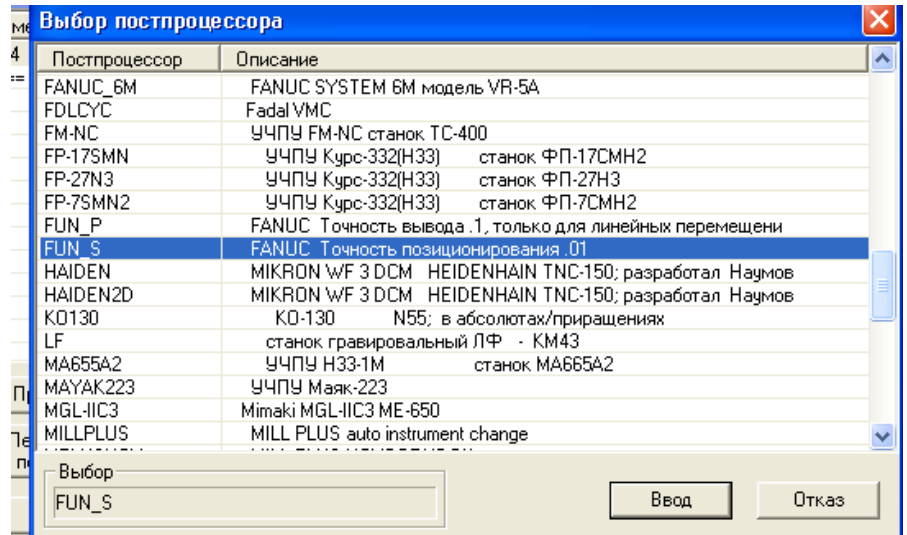 Выбор постпроцессора
ме
4
==
Постпроцессор Описание
FANUC_6M FANUC SYSTEM 6M модель VR-5A
FDLCYC Fadal VMC
FM-NC УЧПУ FM-NC станок ТС-400
FP-17SMN УЧПУ Курс-332(Н33) станок ФП-17СМН2
FP-27N3 УЧПУ Курс-332(Н33) станок ФП-27Н3
FP-7SMN2 УЧПУ Курс-332(Н33) станок ФП-7СМН2
FUN_P FANUC Точность вывода .1, только для линейных перемещени
FUN_S FANUC Точность позиционирования .01
HAIDEN MIKRON WF 3 DCM HEIDENHAIN TNC-150; разработал Наумов
HAIDEN2D MIKRON WF 3 DCM HEIDENHAIN TNC-150; разработал Наумов
KO130 KO-130 N55; в абсолютах/приращениях
LF станок гравировальный ЛФ - КМ43
MA655A2 УЧПУ Н33-1М станок МА665А2
MAYAK223 УЧПУ Маяк-223
MGL-IIC3 Mimaki MGL-IIC3 ME-650
MILLPLUS MILL PLUS auto instrument change
Пр
Пе
п
Выбор
FUN_S
Ввод Отказ